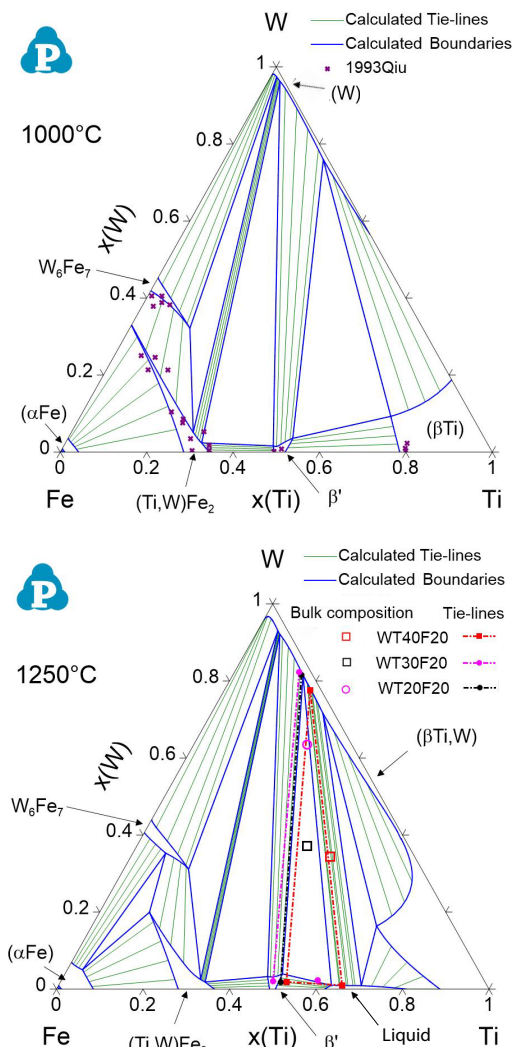 W
Calculated Tie-lines
Calculated Boundaries
1993Qiu
P
1
(W)
1000°C
0.8
0.6
x(W)
W6Fe7
0.4
0.2
(αFe)
(βTi)
0
0 0.2 0.4 0.6 0.8 1
Fe (Ti,W)Fe2 x(Ti) β' Ti
W
Calculated Tie-lines
Calculated Boundaries
P
1
Bulk composition Tie-lines
WT40F20
1250°C
WT30F20
0.8
WT20F20
(βTi,W)
x(W)
0.6
W6Fe7
0.4
0.2
(αFe)
0
0 0.2 0.4 0.6 0.8 1
Fe x(Ti) β' Liquid Ti
(Ti,W)Fe